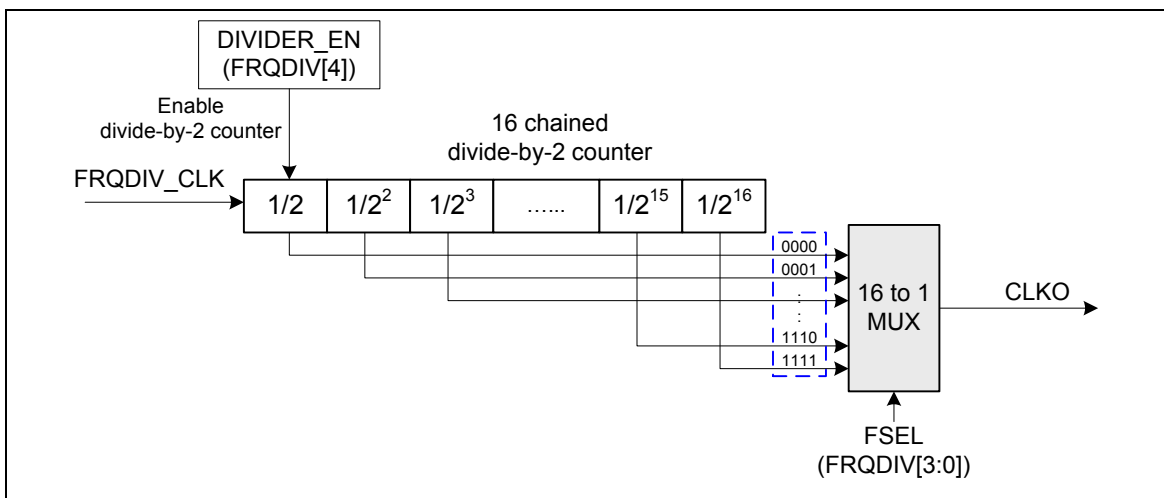 DIVIDER_EN
(FRQDIV[4])
Enable
divide-by-2 counter
16 chained
divide-by-2 counter
FRQDIV_CLK
1/2 1/2² 1/2³ …... 1/2¹⁵ 1/2¹⁶
0000
0001
:
:
1110
1111
16 to 1
MUX
CLKO
FSEL
(FRQDIV[3:0])